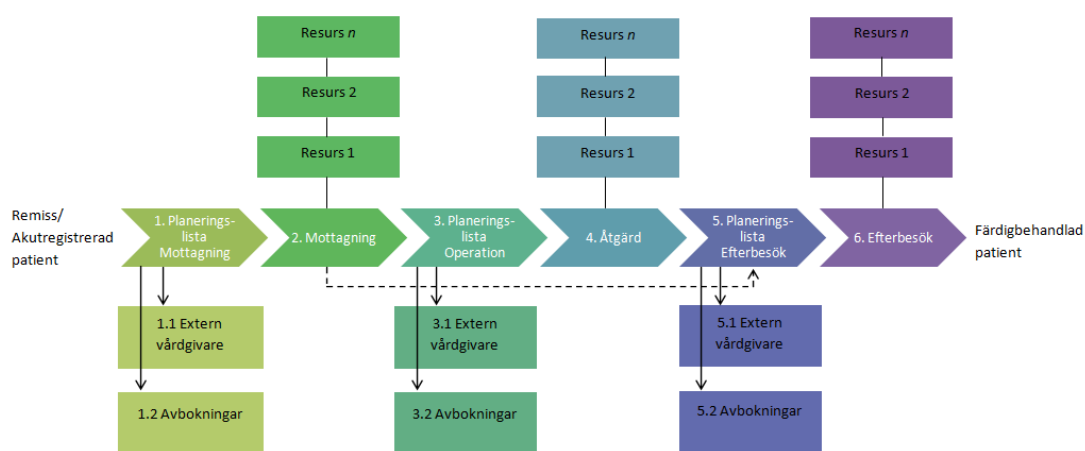 Resurs n
Resurs n
Resurs n
Resurs 2
Resurs 2
Resurs 2
Resurs 1
Resurs 1
Resurs 1
Remiss/
Akutregistrerad
patient
1. Planerings-
lista
Mottagning
2. Mottagning
3. Planerings-
lista
Operation
4. Åtgärd
5. Planerings-
lista
Efterbesök
6. Efterbesök
Färdigbehandlad
patient
1.1 Extern
vårdgivare
3.1 Extern
vårdgivare
5.1 Extern
vårdgivare
1.2 Avbokningar
3.2 Avbokningar
5.2 Avbokningar